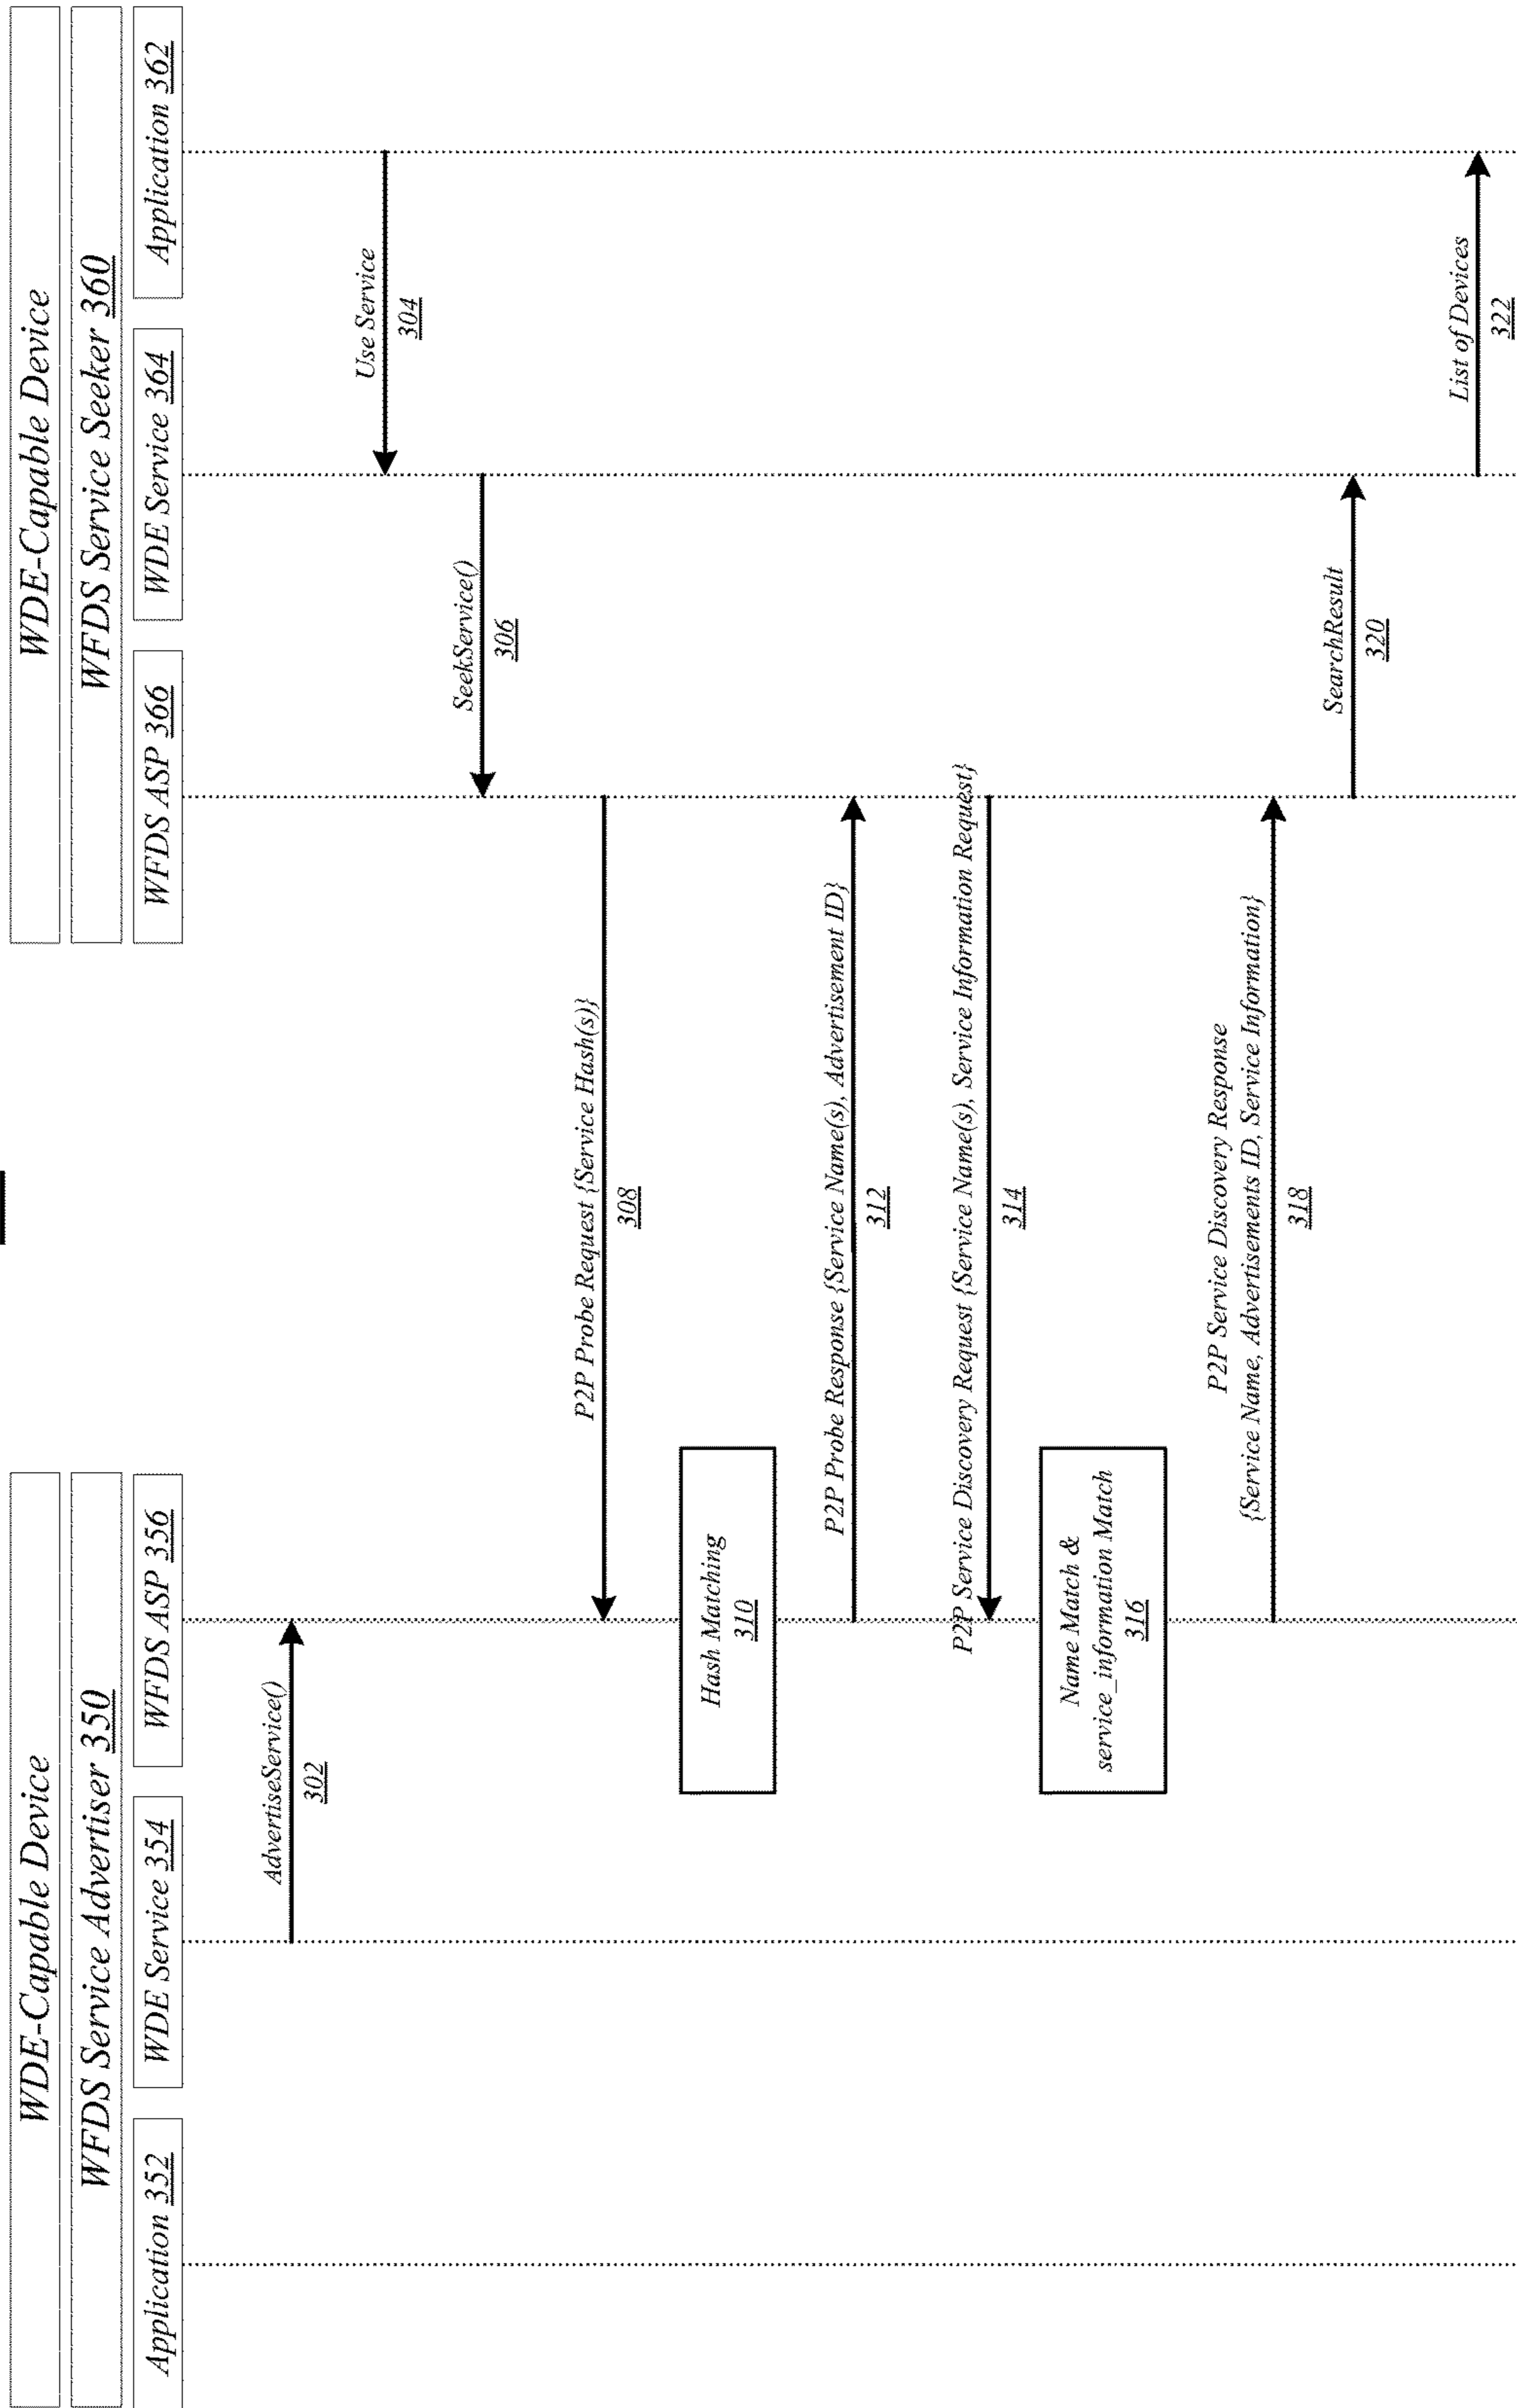 WDE-Capable Device
WFDS Service Advertiser 350
Application 352
WDE Service 354
WFDS ASP 356
WDE-Capable Device
WFDS Service Seeker 360
WFDS ASP 366
WDE Service 364
Application 362
AdvertiseService()
302
Use Service
304
SeekService()
306
P2P Probe Request {Service Hash(s)}
308
Hash Matching
310
P2P Probe Response {Service Name(s), Advertisement ID}
312
P2P Service Discovery Request {Service Name(s), Service Information Request}
314
Name Match &
service_information Match
316
P2P Service Discovery Response
{Service Name, Advertisements ID, Service Information}
318
SearchResult
320
List of Devices
322